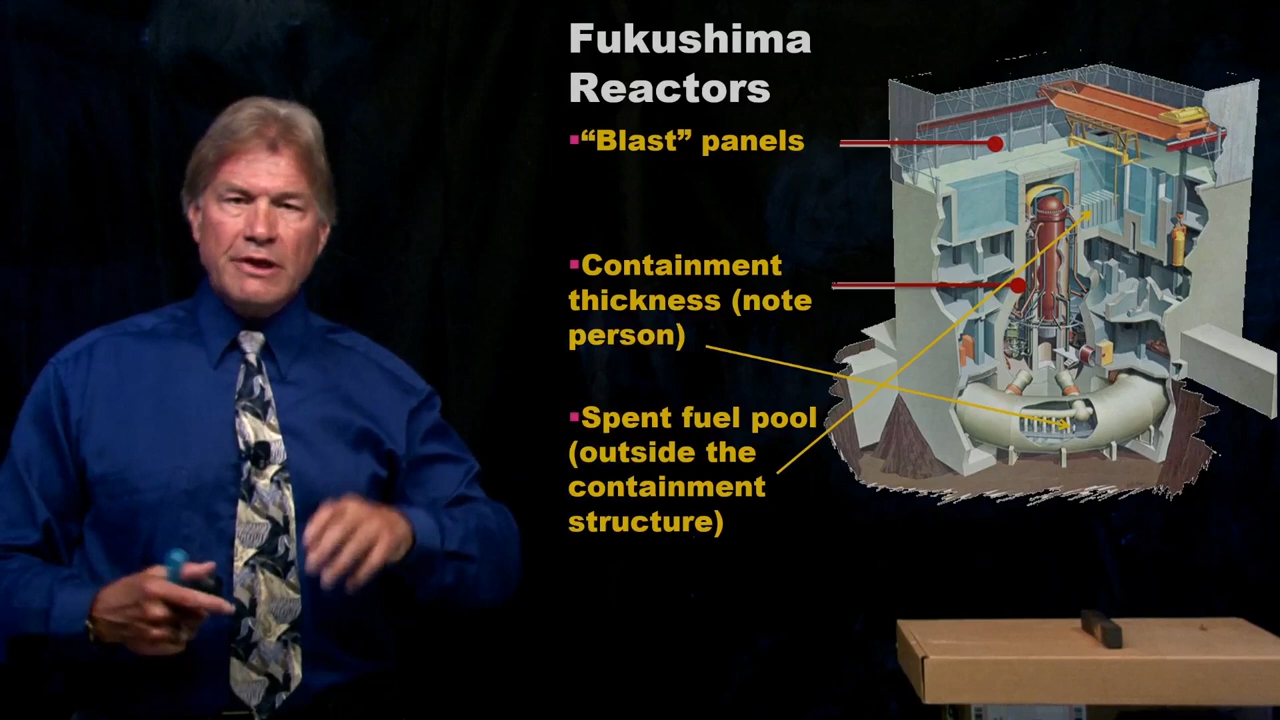 Fukushima
Reactors
▪“Blast” panels
▪Containment
thickness (note
person)
▪Spent fuel pool
(outside the
containment
structure)